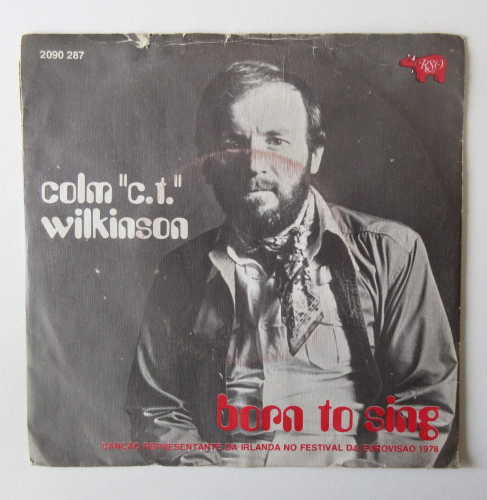 2090 287
RSO
colm "c.t."
wilkinson
born to sing
CANÇÃO REPRESENTANTE DA IRLANDA NO FESTIVAL DA EUROVISÃO 1978